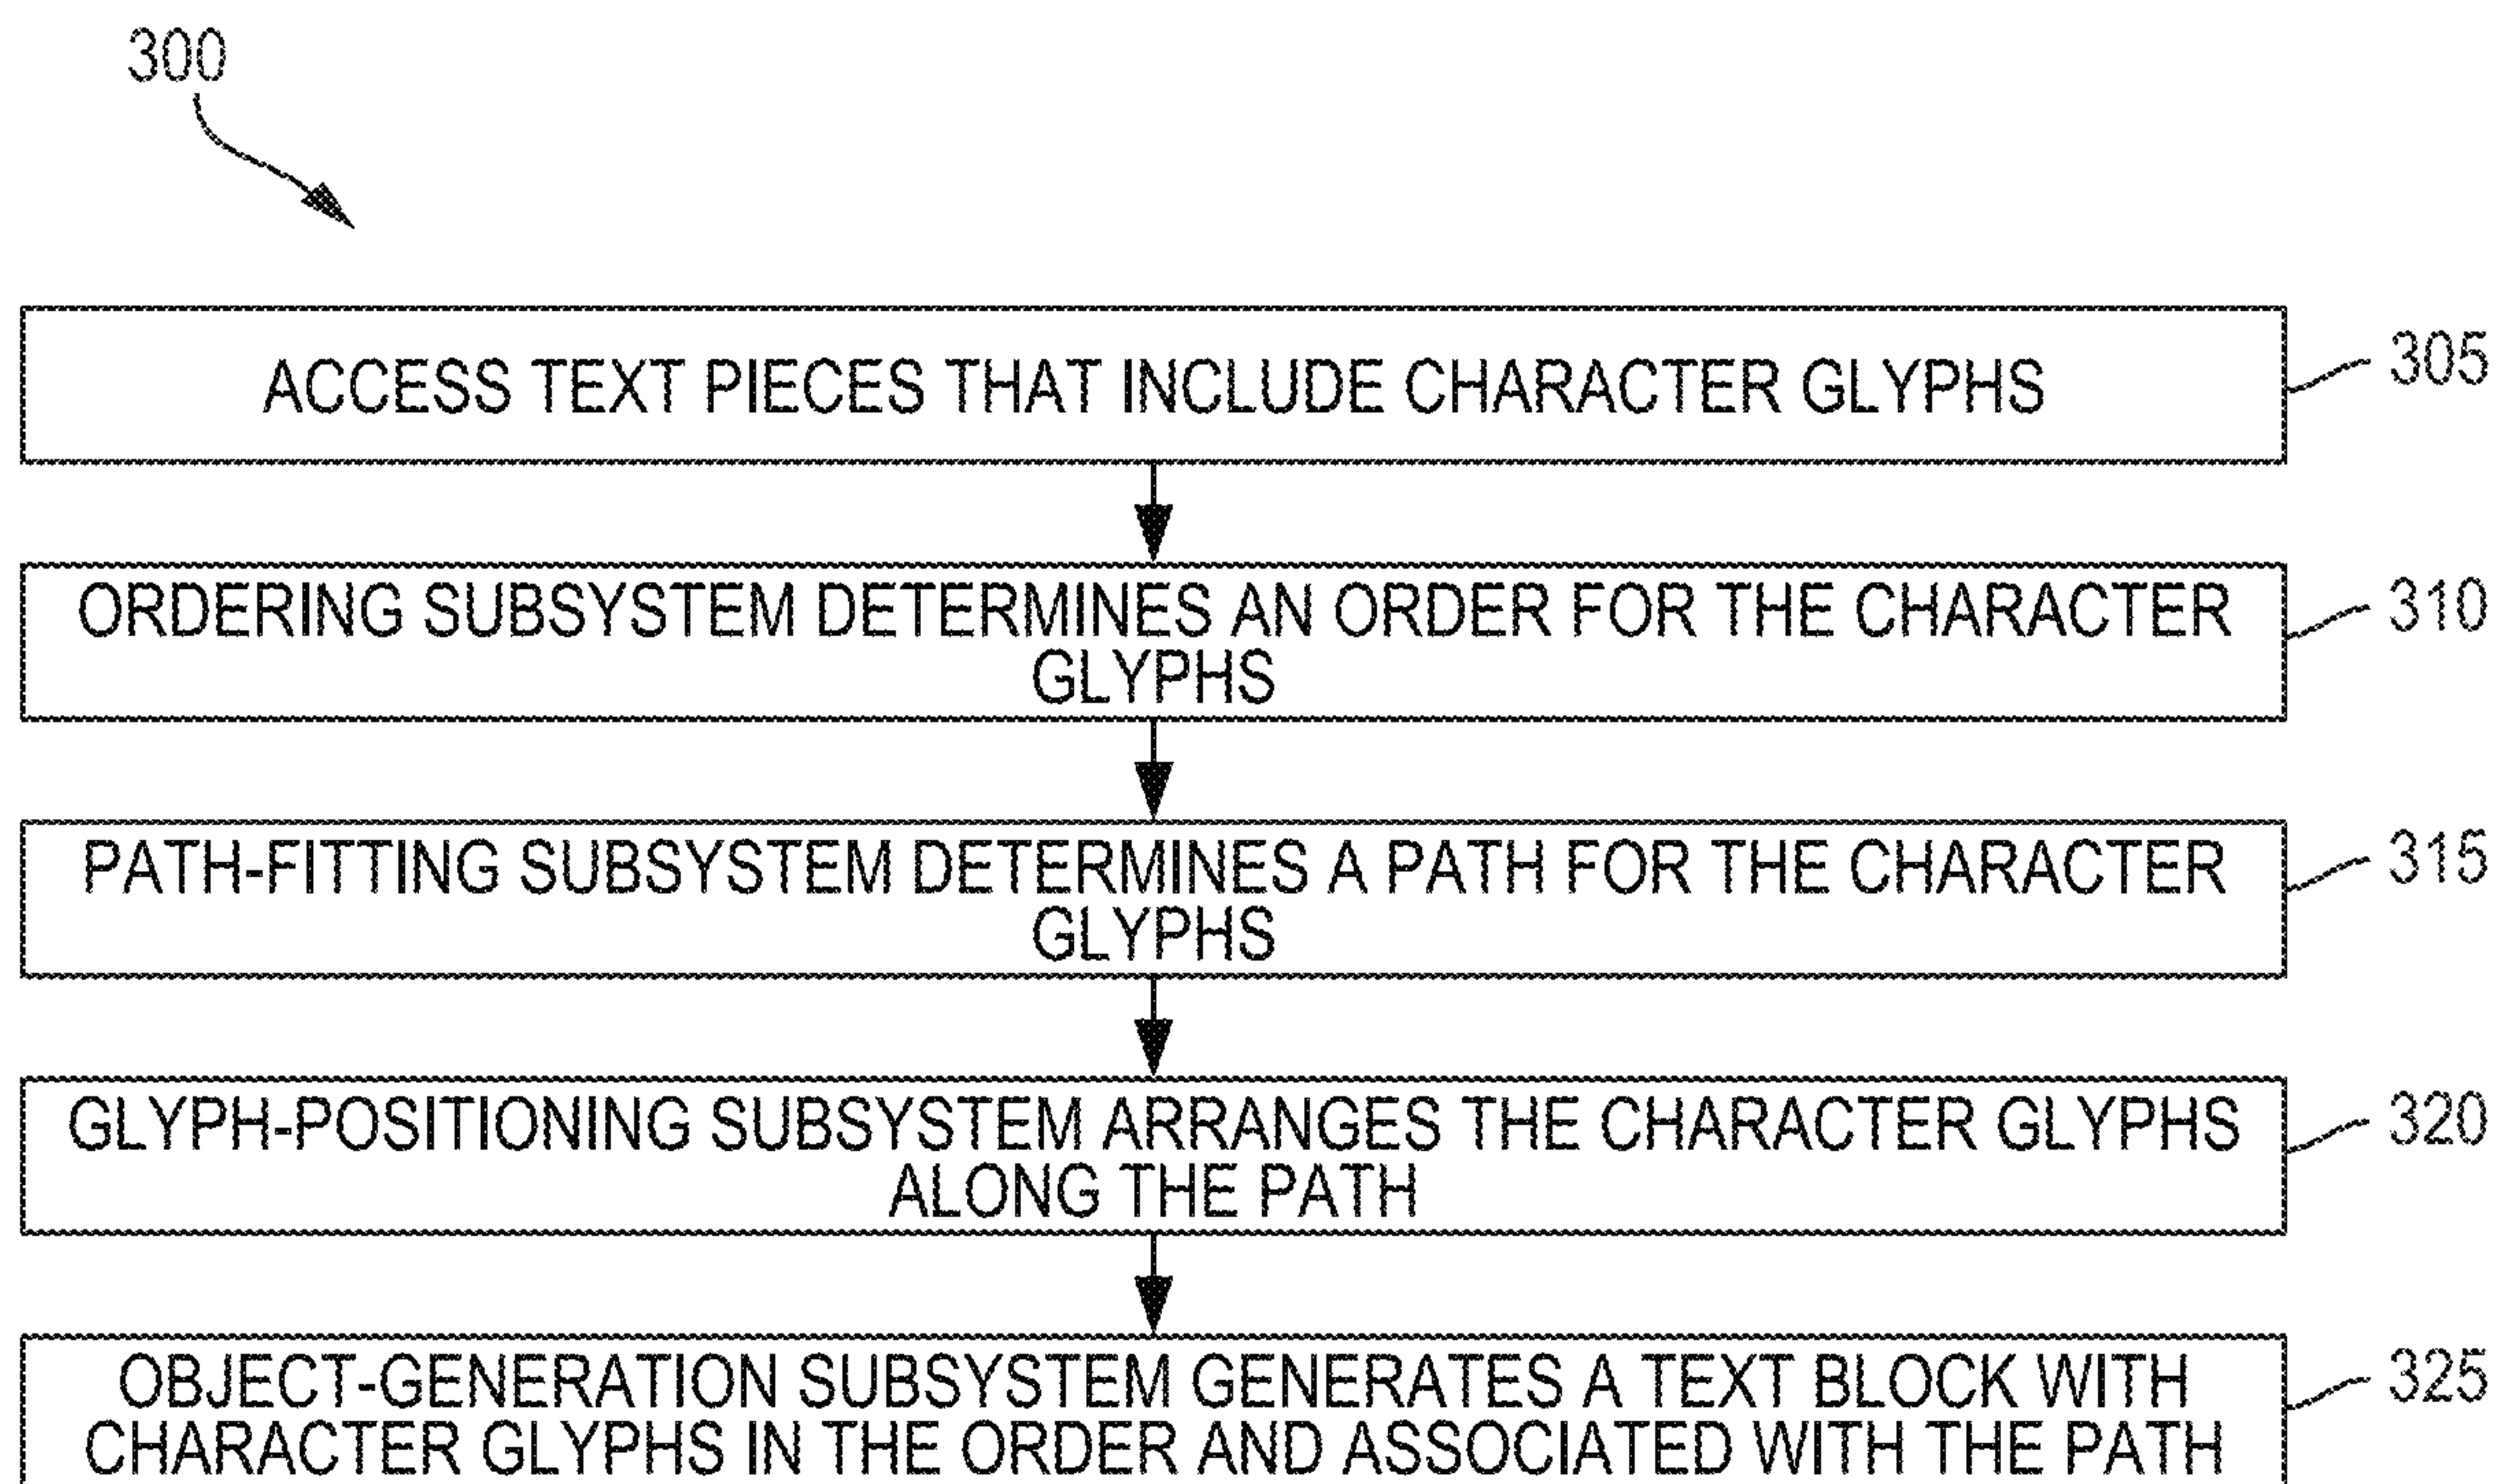 300
ACCESS TEXT PIECES THAT INCLUDE CHARACTER GLYPHS
305
ORDERING SUBSYSTEM DETERMINES AN ORDER FOR THE CHARACTER
GLYPHS
310
PATH-FITTING SUBSYSTEM DETERMINES A PATH FOR THE CHARACTER
GLYPHS
315
GLYPH-POSITIONING SUBSYSTEM ARRANGES THE CHARACTER GLYPHS
ALONG THE PATH
320
OBJECT-GENERATION SUBSYSTEM GENERATES A TEXT BLOCK WITH
CHARACTER GLYPHS IN THE ORDER AND ASSOCIATED WITH THE PATH
325